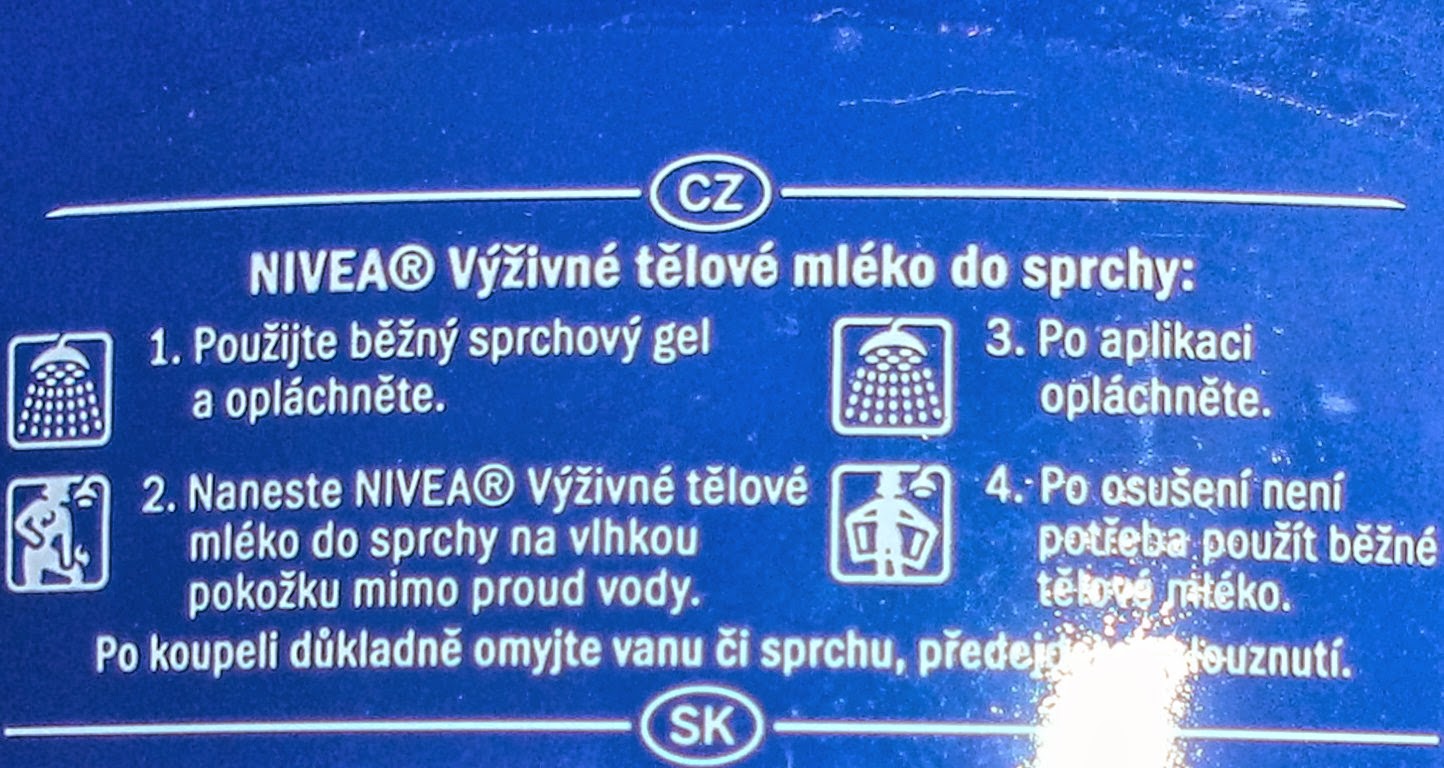 CZ
NIVEA® Výživné tělové mléko do sprchy:
1. Použijte běžný sprchový gel
a opláchněte.
2. Naneste NIVEA® Výživné tělové
mléko do sprchy na vlhkou
pokožku mimo proud vody.
3. Po aplikaci
opláchněte.
4. Po osušení není
potřeba použít běžné
tělové mléko.
Po koupeli důkladně omyjte vanu či sprchu,
SK